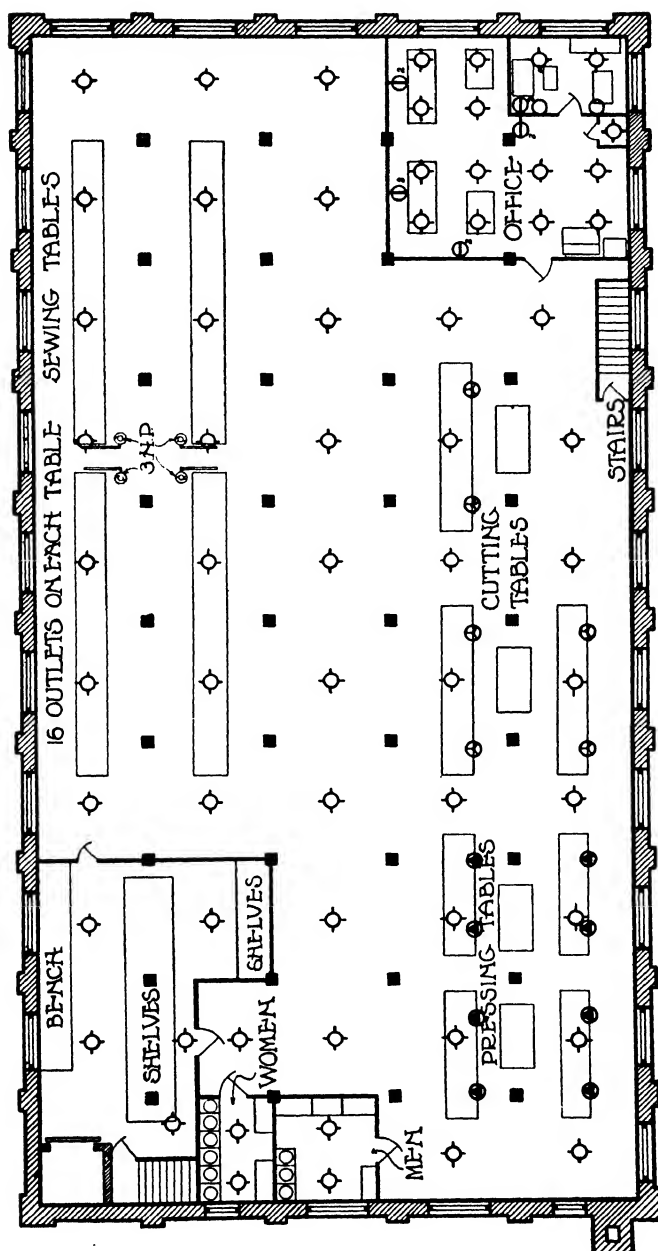 16 OUTLETS ON EACH TABLE SEWING TABLES
3 N.P.
OFFICE
STAIRS
CUTTING
TABLES
PRESSING TABLES
BENCH
SHELVES
SHELVES
WOMEN
MEN